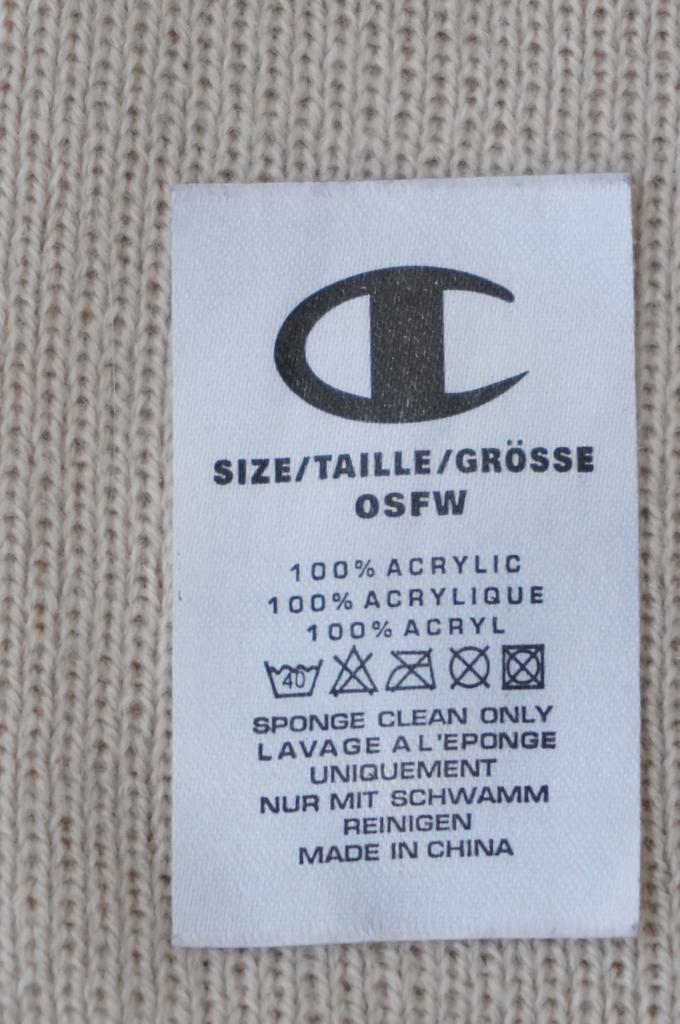 SIZE/TAILLE/GRÖSSE
OSFW
100% ACRYLIC
100% ACRYLIQUE
100% ACRYL
40
SPONGE CLEAN ONLY
LAVAGE A L'EPONGE
UNIQUEMENT
NUR MIT SCHWAMM
REINIGEN
MADE IN CHINA